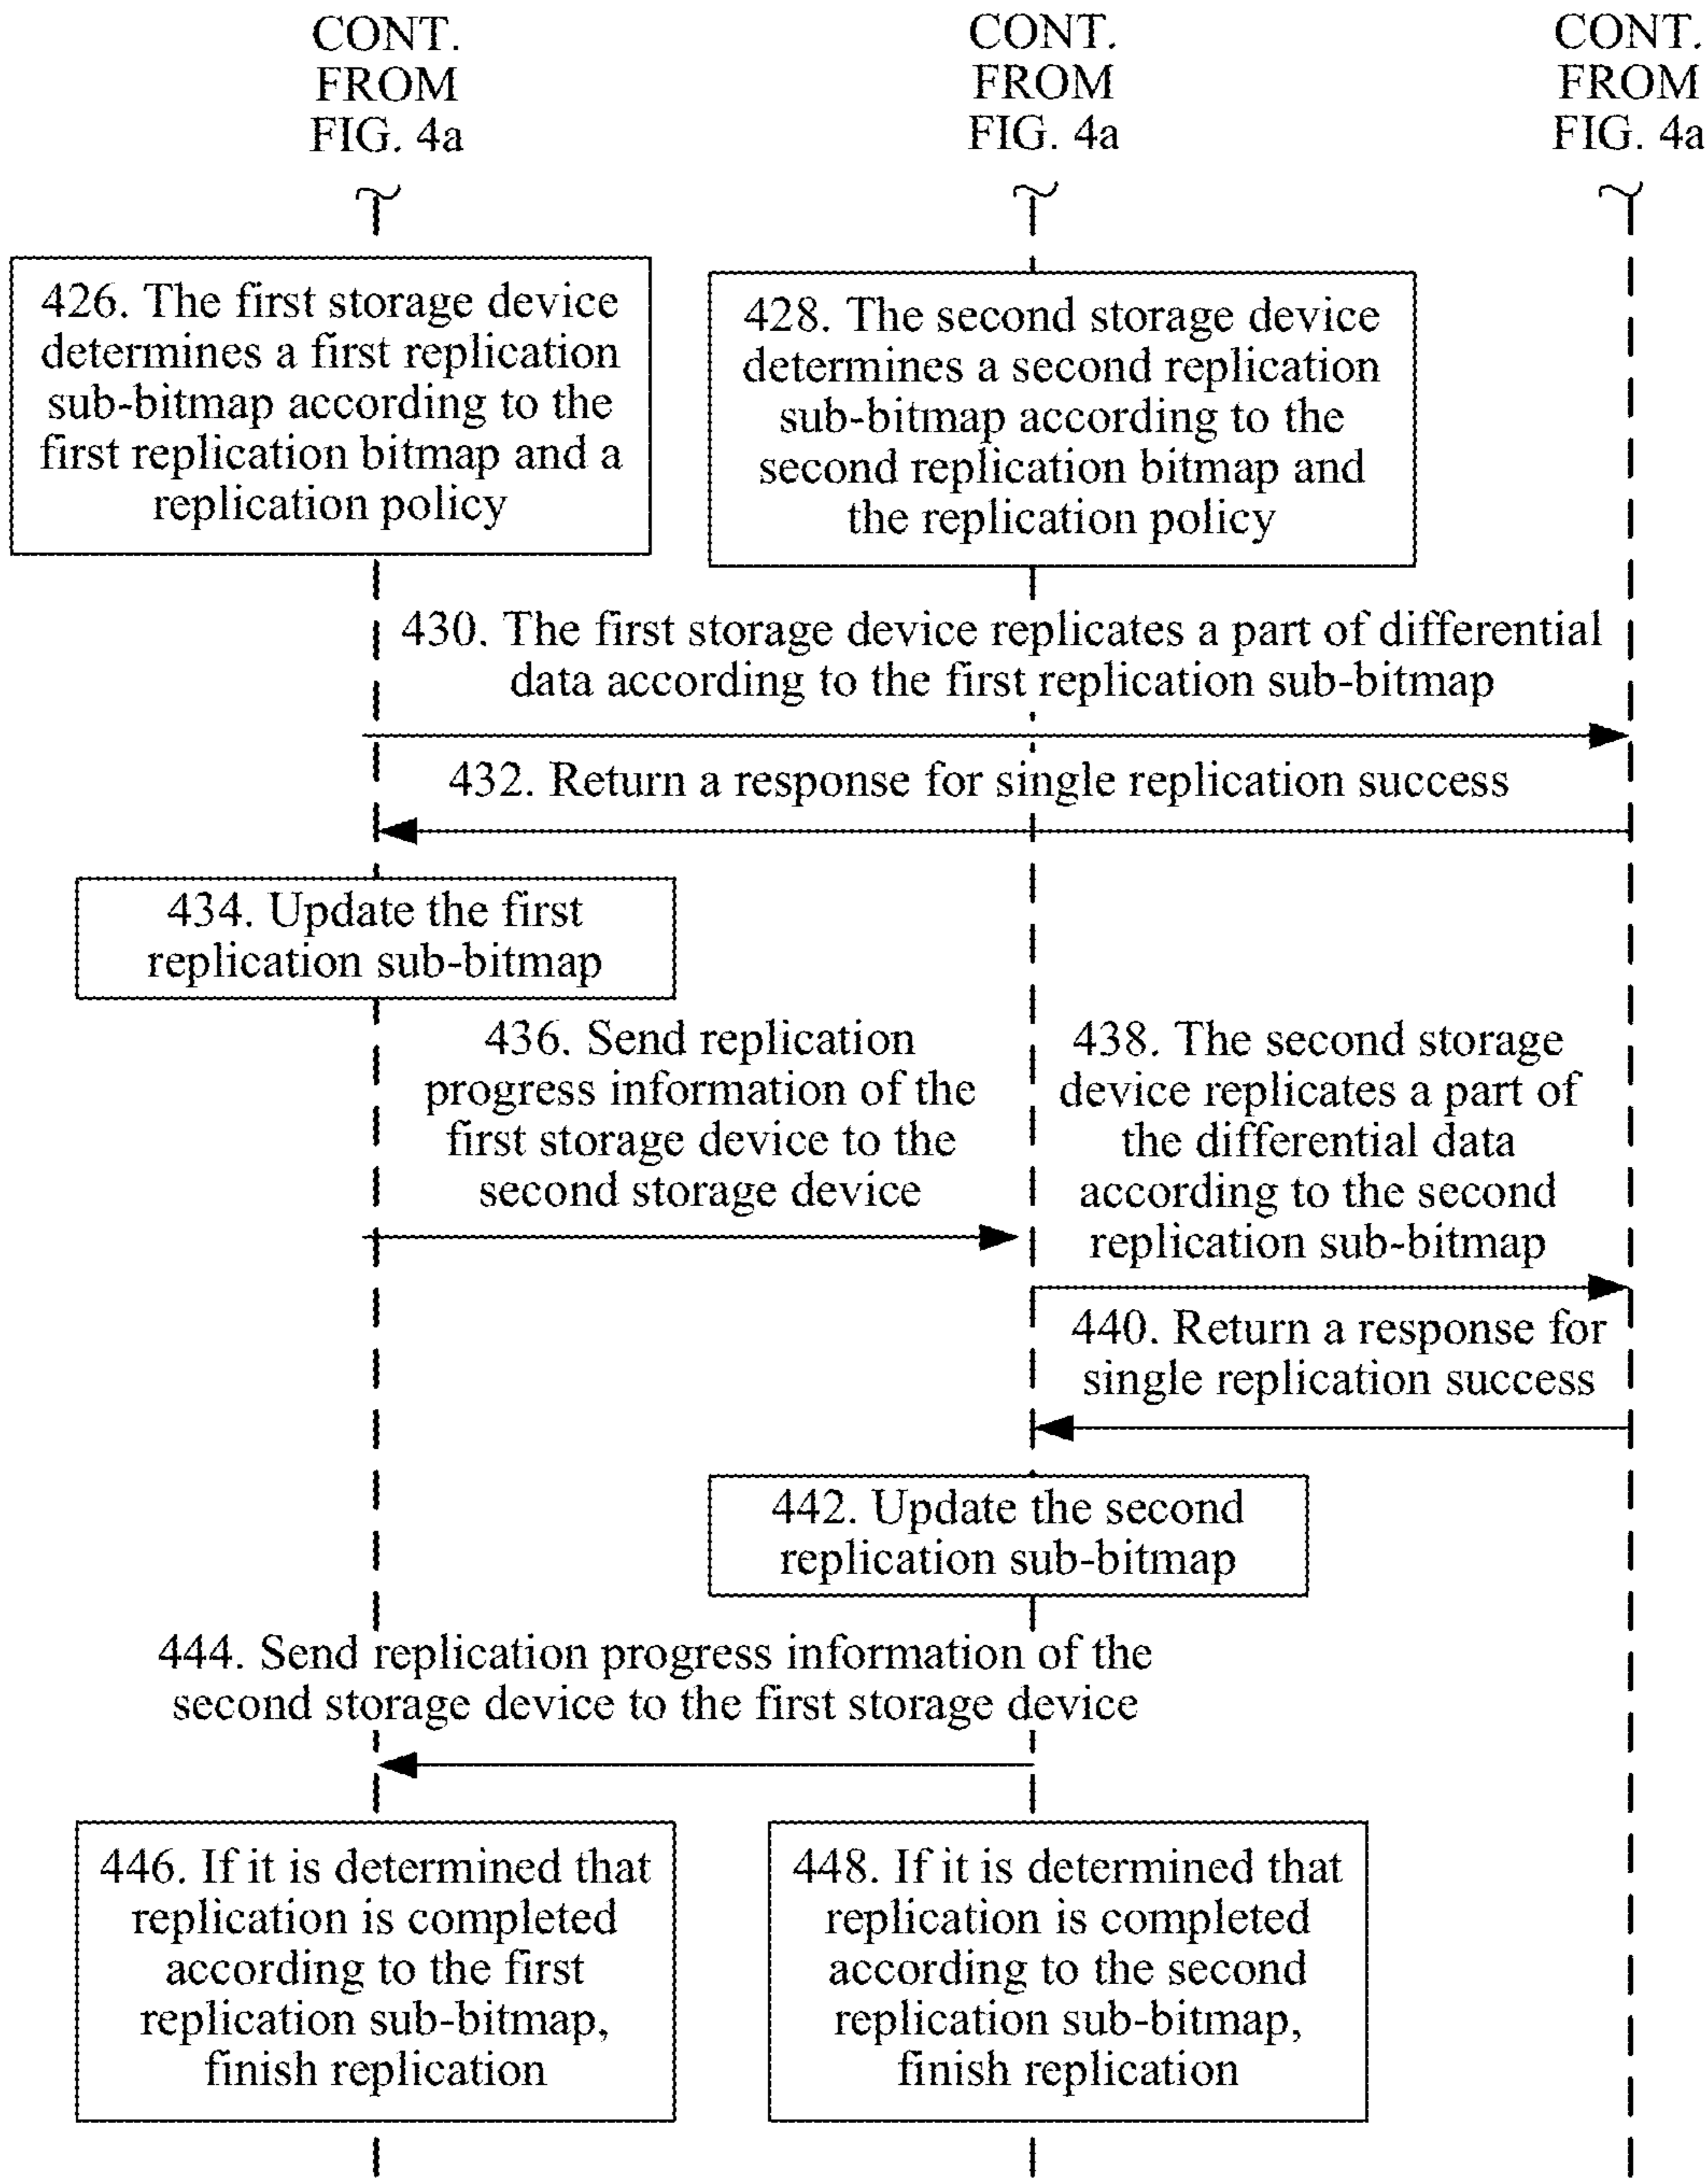 CONT.
FROM
FIG. 4a
CONT.
FROM
FIG. 4a
CONT.
FROM
FIG. 4a
426. The first storage device
determines a first replication
sub-bitmap according to the
first replication bitmap and a
replication policy
428. The second storage device
determines a second replication
sub-bitmap according to the
second replication bitmap and
the replication policy
430. The first storage device replicates a part of differential
data according to the first replication sub-bitmap
432. Return a response for single replication success
434. Update the first
replication sub-bitmap
436. Send replication
progress information of the
first storage device to the
second storage device
438. The second storage
device replicates a part of
the differential data
according to the second
replication sub-bitmap
440. Return a response for
single replication success
442. Update the second
replication sub-bitmap
444. Send replication progress information of the
second storage device to the first storage device
446. If it is determined that
replication is completed
according to the first
replication sub-bitmap,
finish replication
448. If it is determined that
replication is completed
according to the second
replication sub-bitmap,
finish replication